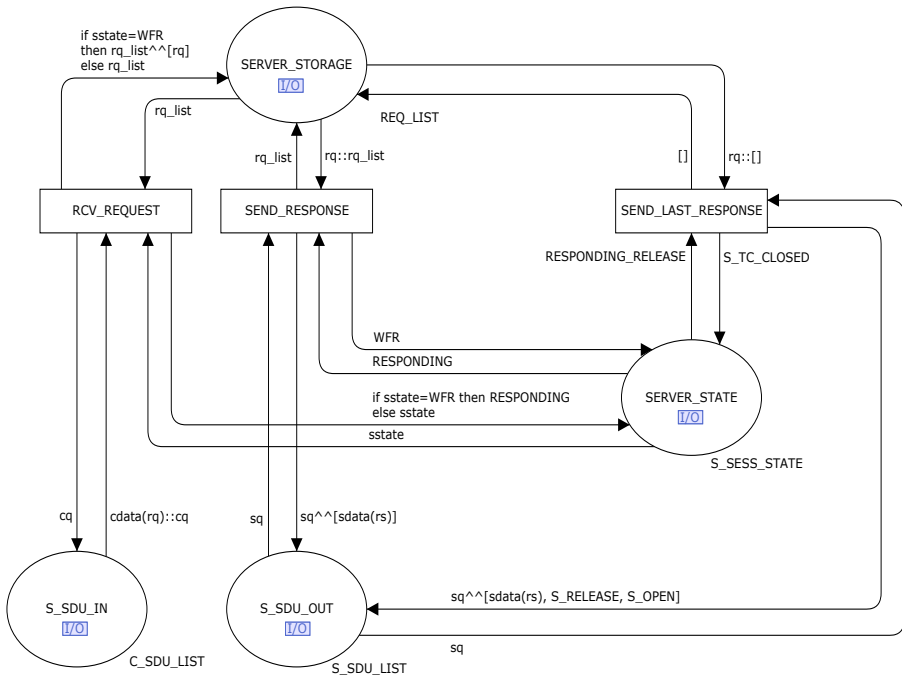 if sstate=WFR
then rq_list^^[rq]
else rq_list
SERVER_STORAGE
I/O
rq_list
REQ_LIST
rq_list
rq::rq_list
[]
rq::[]
RCV_REQUEST
SEND_RESPONSE
SEND_LAST_RESPONSE
RESPONDING_RELEASE
S_TC_CLOSED
WFR
RESPONDING
if sstate=WFR then RESPONDING
else sstate
sstate
SERVER_STATE
I/O
S_SESS_STATE
cq
cdata(rq)::cq
sq
sq^^[sdata(rs)]
S_SDU_IN
I/O
C_SDU_LIST
S_SDU_OUT
I/O
S_SDU_LIST
sq^^[sdata(rs), S_RELEASE, S_OPEN]
sq